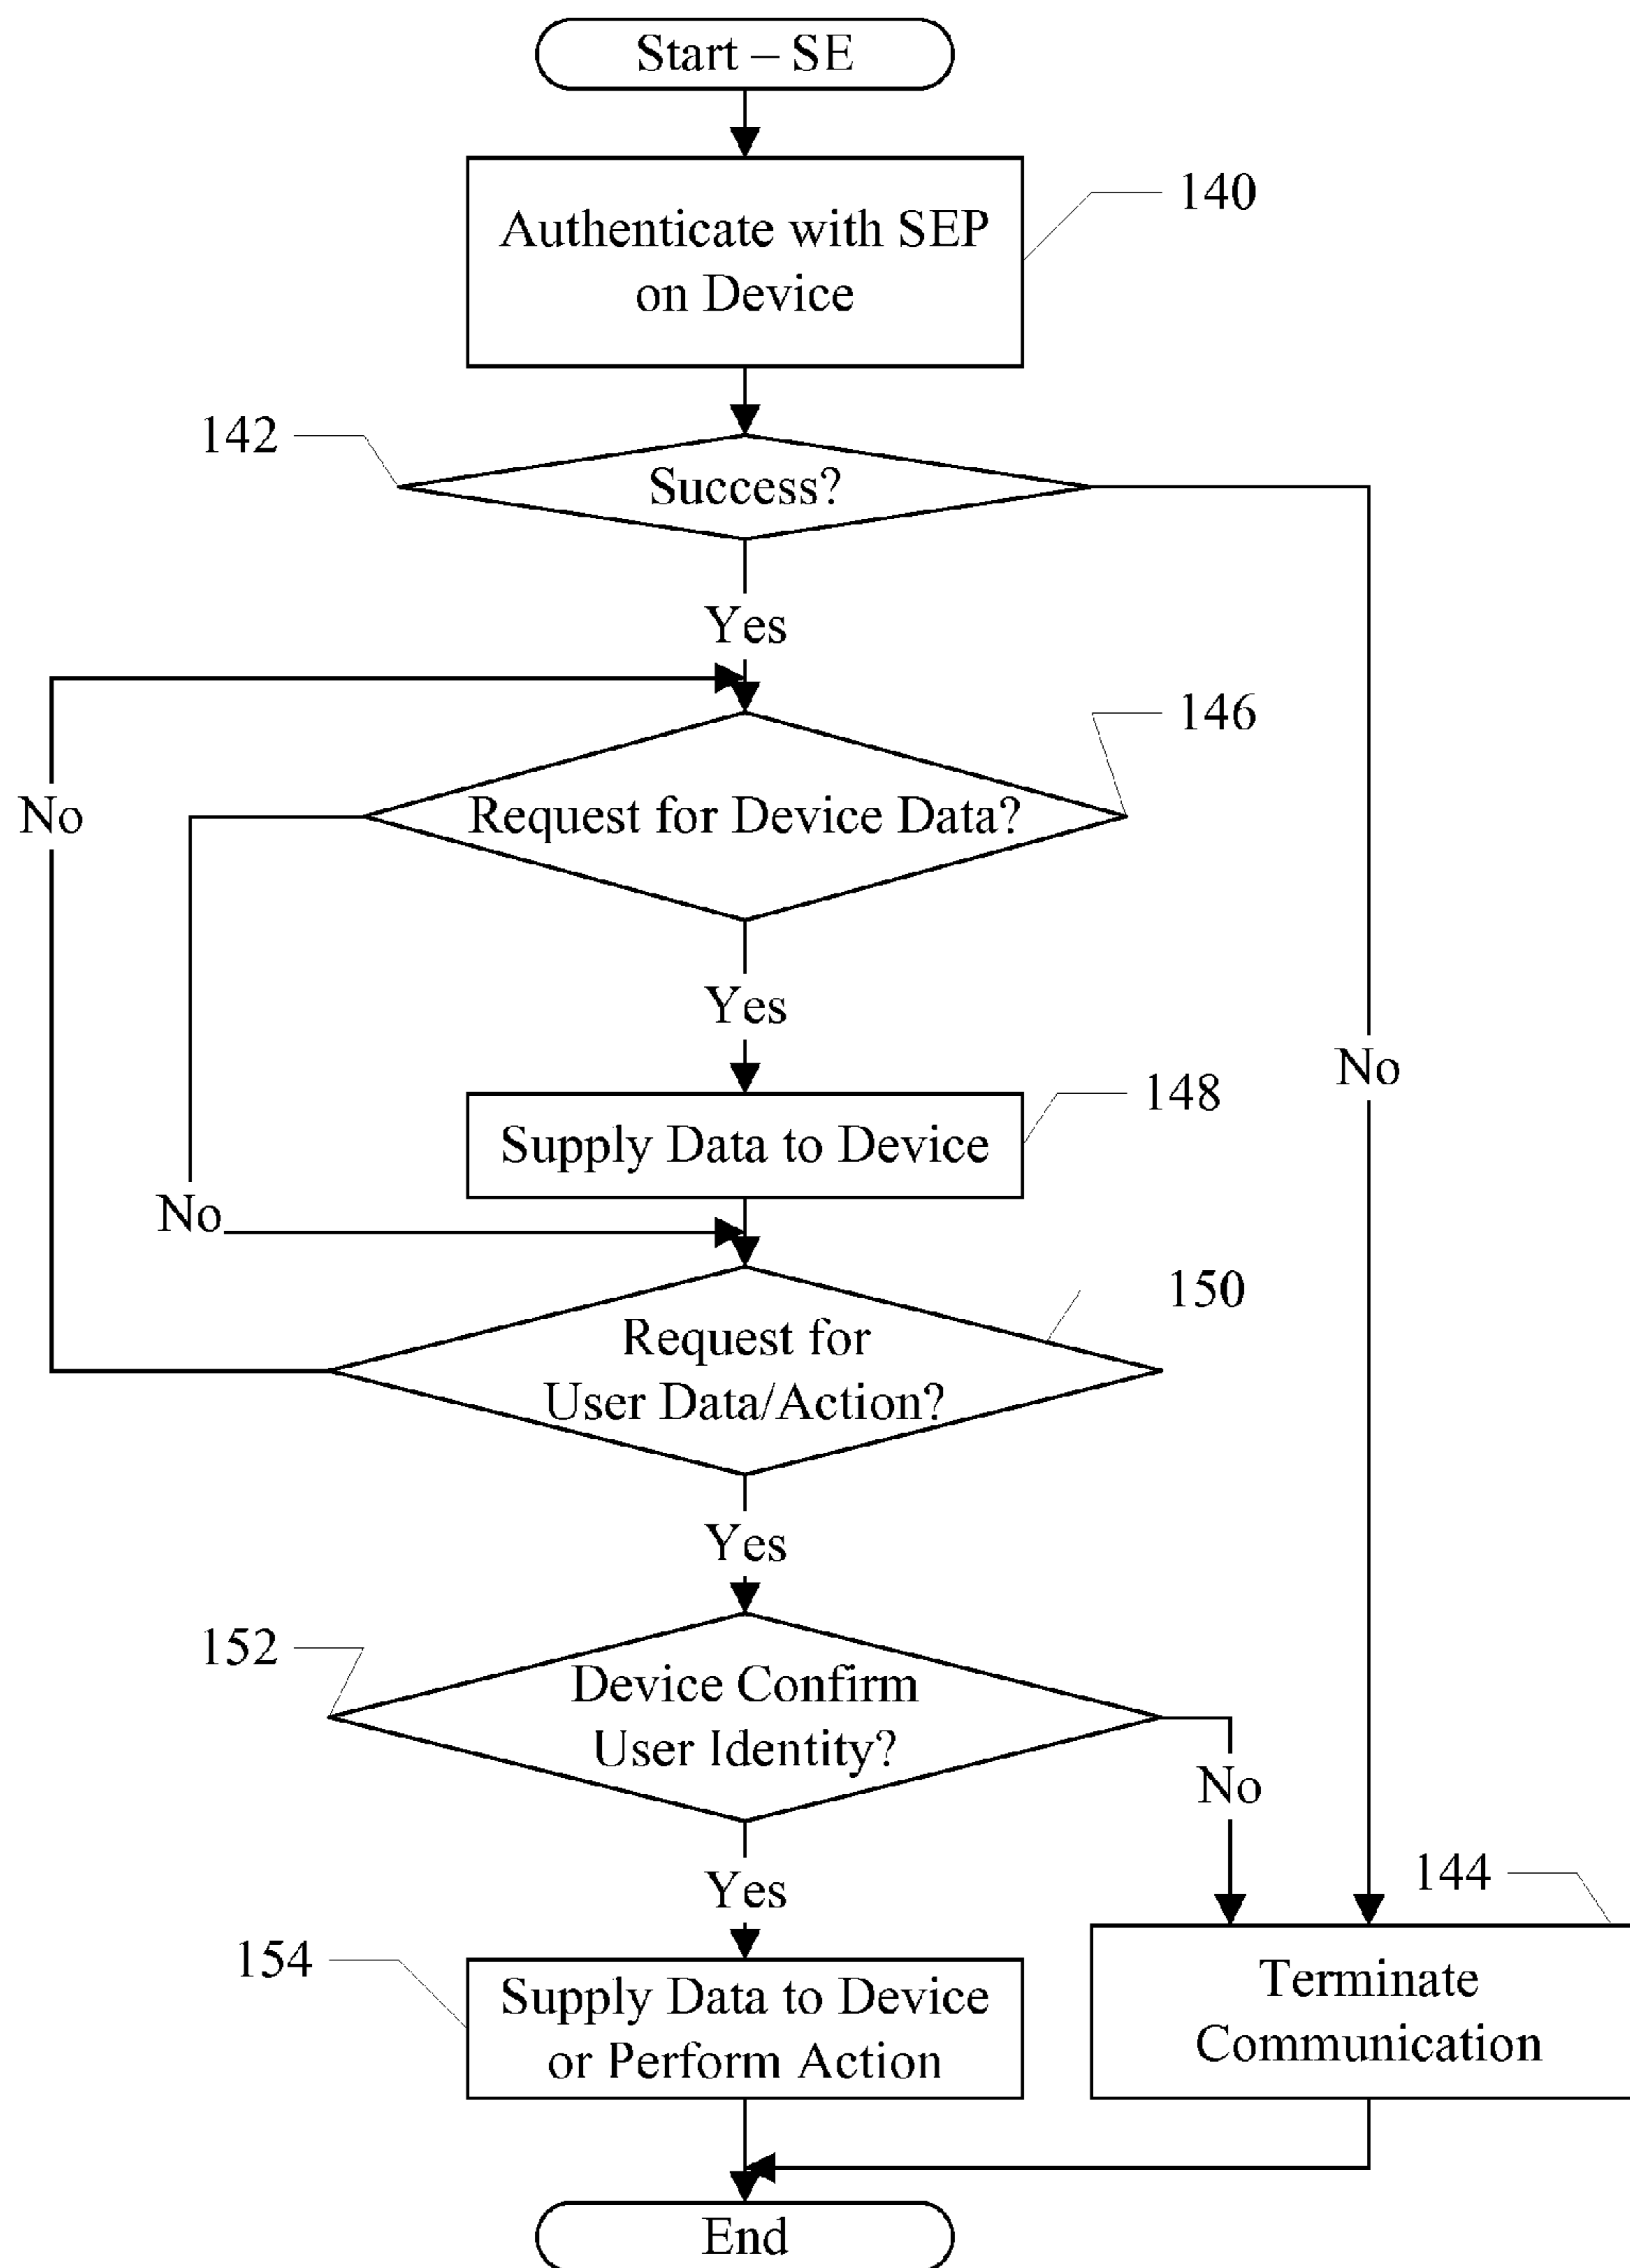 Start – SE
Authenticate with SEP
on Device
140
142
Success?
Yes
No
146
Request for Device Data?
Yes
No
148
Supply Data to Device
No
150
Request for
User Data/Action?
Yes
152
Device Confirm
User Identity?
No
Yes
144
154
Supply Data to Device
or Perform Action
Terminate
Communication
End